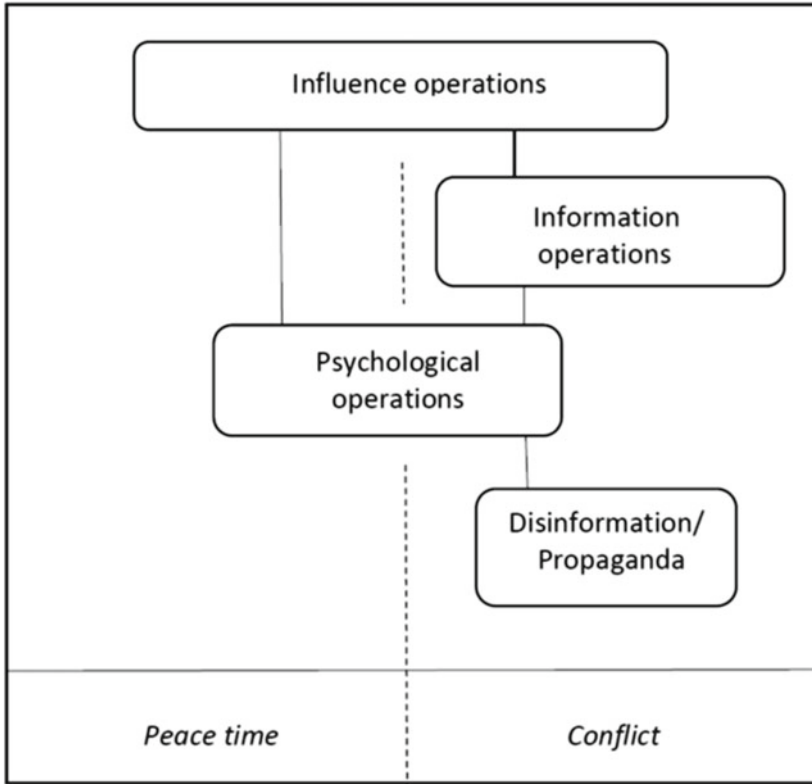 Influence operations
Information
operations
Psychological
operations
Disinformation/
Propaganda
Peace time
Conflict